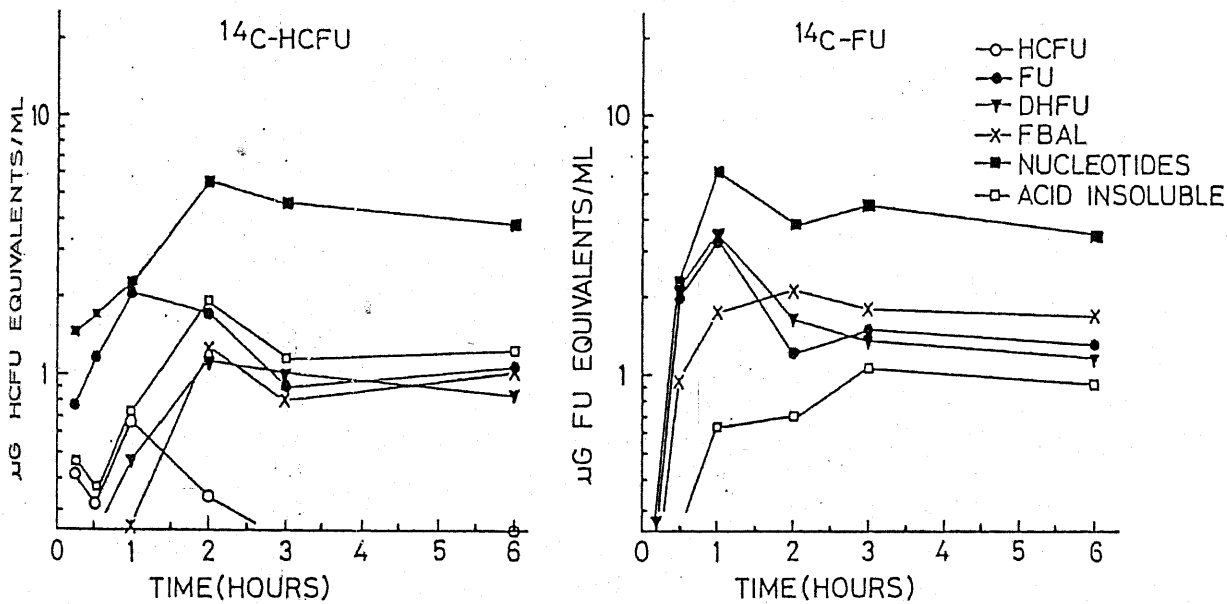 14C-HCFU
µG HCFU EQUIVALENTS/ML
10
1
0 1 2 3 4 5 6
TIME(HOURS)
14C-FU
µG FU EQUIVALENTS/ML
10
1
0 1 2 3 4 5 6
TIME (HOURS)
HCFU
FU
DHFU
FBAL
NUCLEOTIDES
ACID INSOLUBLE